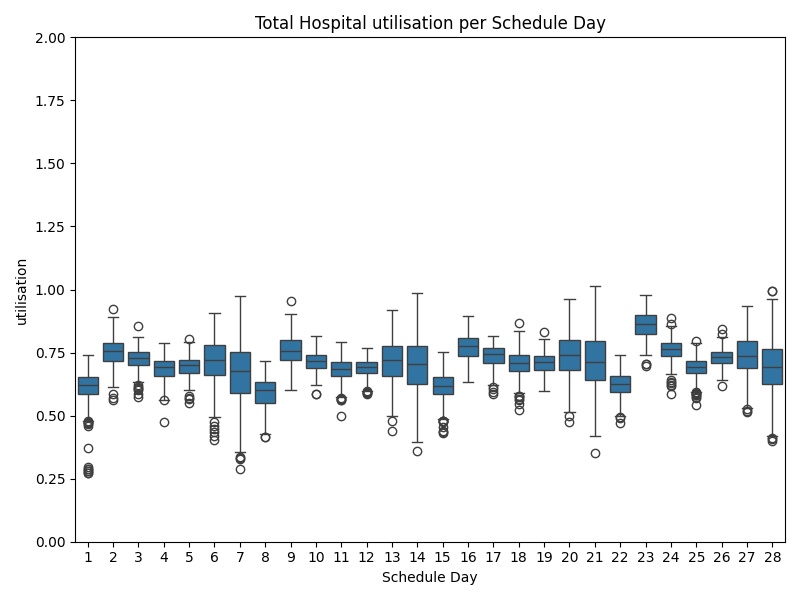 Total Hospital utilisation per Schedule Day
2.00
1.75
1.50
1.25
1.00
0.75
0.50
0.25
0.00
utilisation
1 2 3 4 5 6 7 8 9 10 11 12 13 14 15 16 17 18 19 20 21 22 23 24 25 26 27 28
Schedule Day